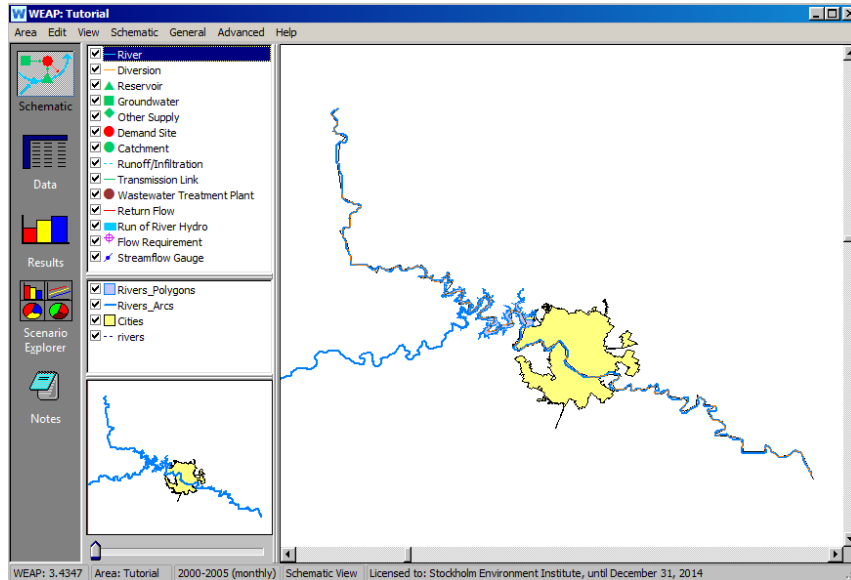 WEAP: Tutorial
Area Edit View Schematic General Advanced Help
Schematic
Data
Results
Scenario
Explorer
Notes
River
Diversion
Reservoir
Groundwater
Other Supply
Demand Site
Catchment
Runoff/Infiltration
Transmission Link
Wastewater Treatment Plant
Return Flow
Run of River Hydro
Flow Requirement
Streamflow Gauge
Rivers_Polygons
Rivers_Arcs
Cities
rivers
WEAP: 3.4347 Area: Tutorial 2000-2005 (monthly) Schematic View Licensed to: Stockholm Environment Institute, until December 31, 2014